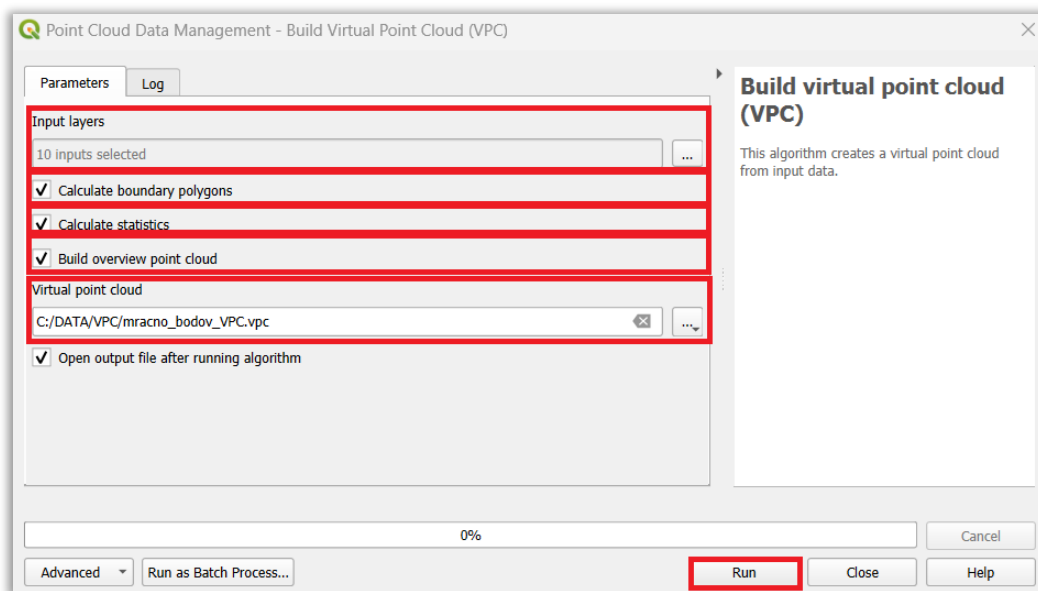 Point Cloud Data Management - Build Virtual Point Cloud (VPC)
Parameters
Log
Input layers
10 inputs selected
...
Calculate boundary polygons
Calculate statistics
Build overview point cloud
Virtual point cloud
C:/DATA/VPC/mracno_bodov_VPC.vpc
...
Open output file after running algorithm
Build virtual point cloud
(VPC)
This algorithm creates a virtual point cloud
from input data.
0%
Cancel
Advanced
Run as Batch Process...
Run
Close
Help